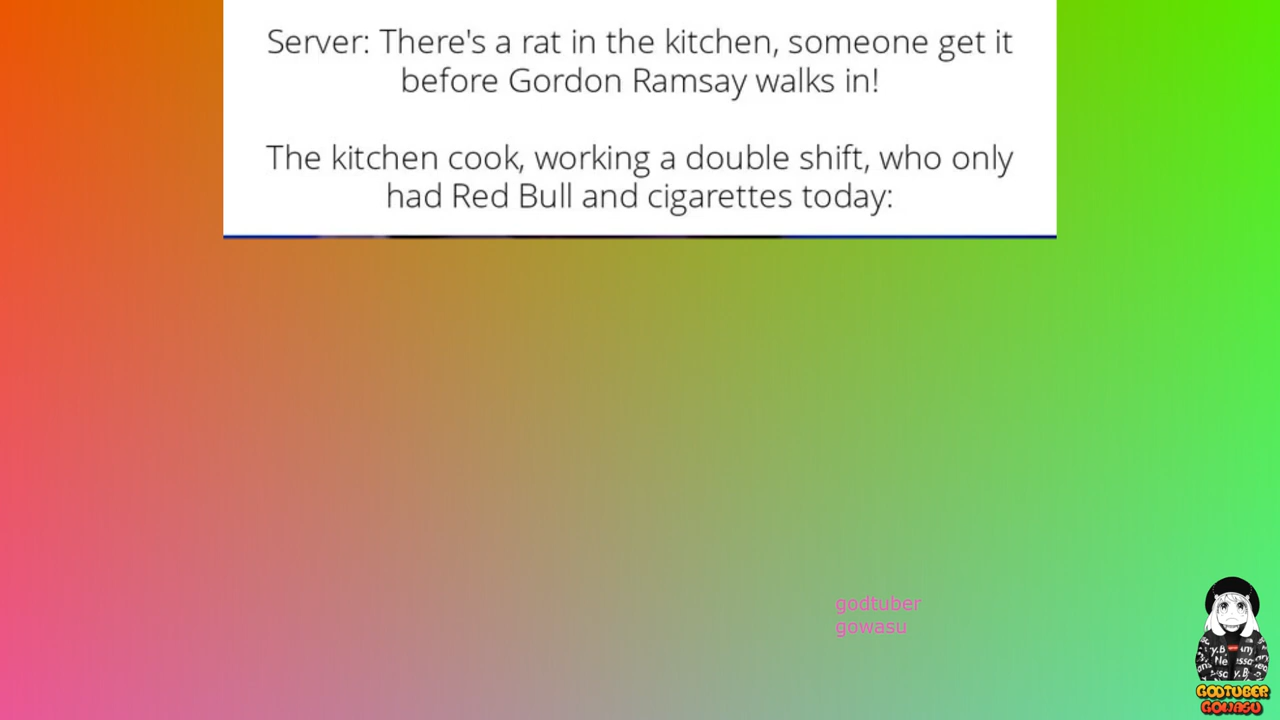 Server: There's a rat in the kitchen, someone get it
before Gordon Ramsay walks in!
The kitchen cook, working a double shift, who only
had Red Bull and cigarettes today:
godtuber
gowasu
GODTUBER
GOWASU